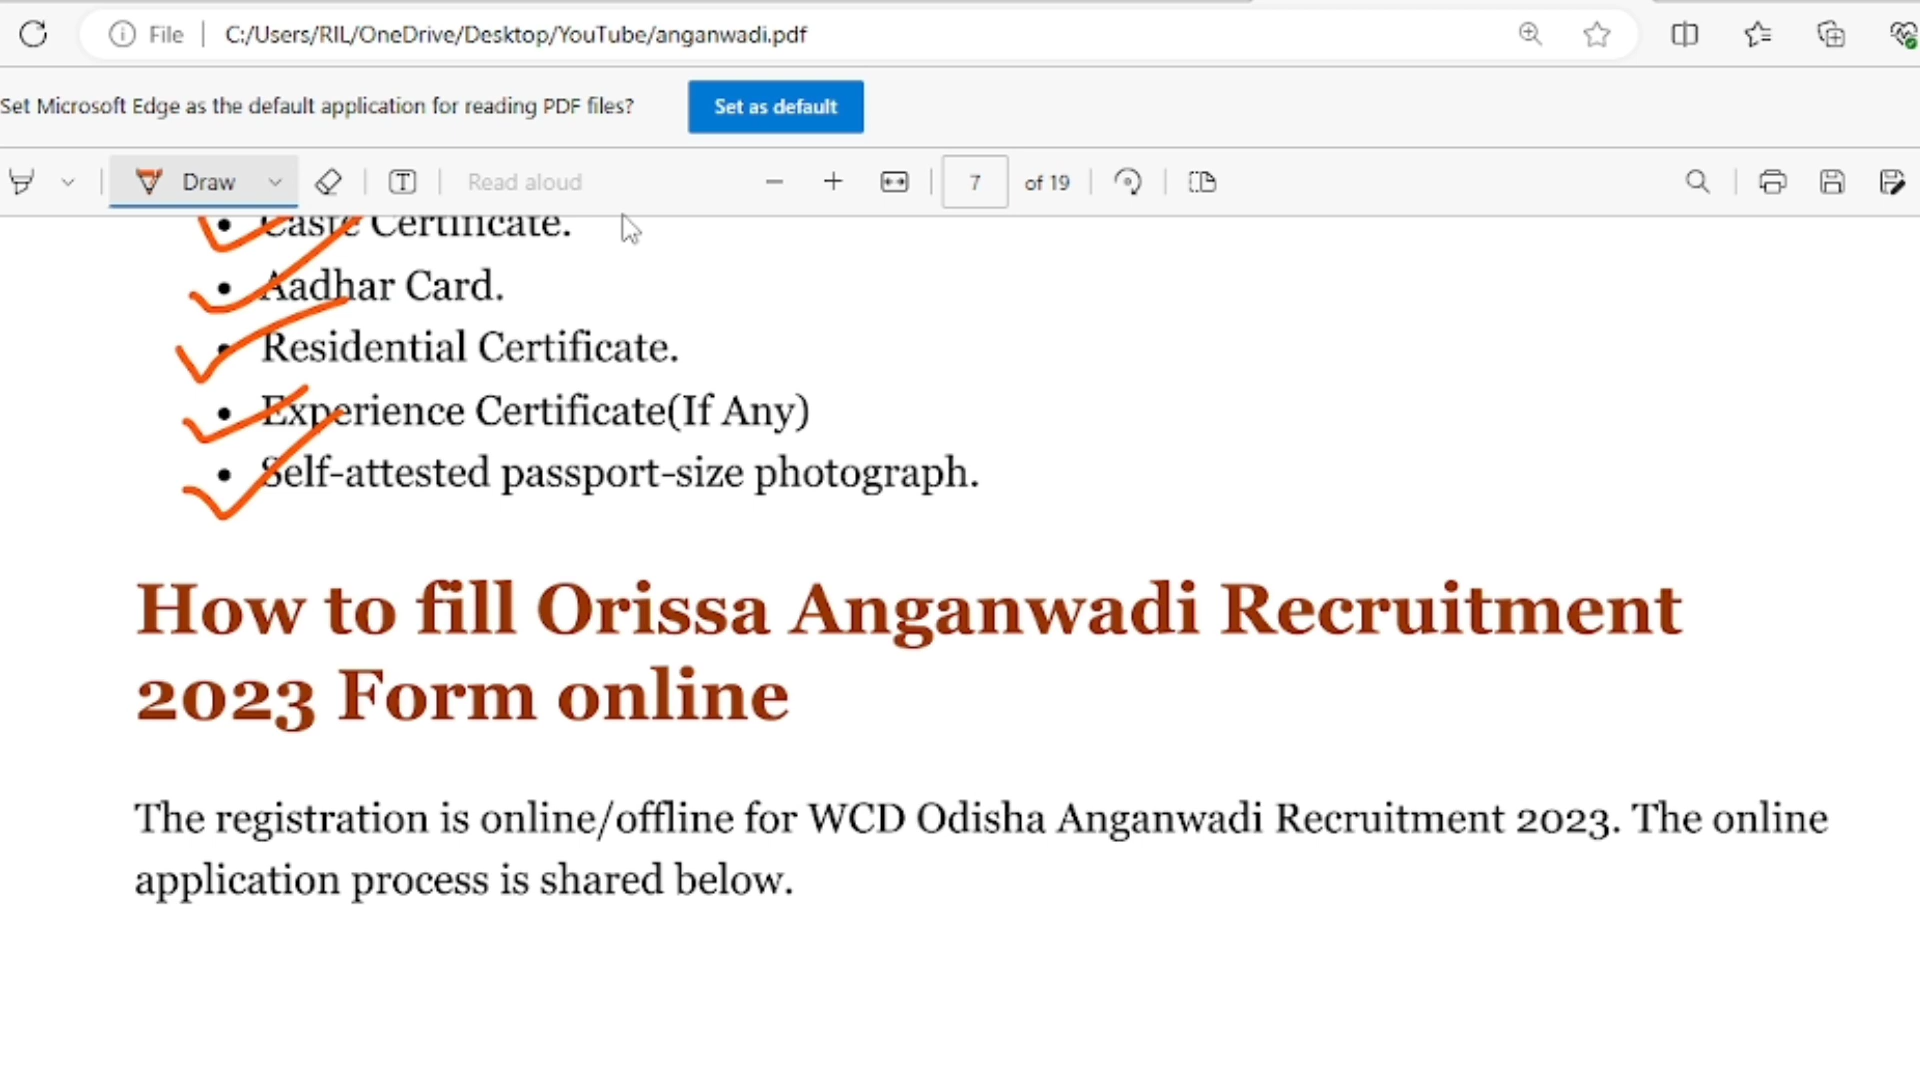 File
C:/Users/RIL/OneDrive/Desktop/YouTube/anganwadi.pdf
Set Microsoft Edge as the default application for reading PDF files?
Set as default
Draw
Read aloud
7 of 19
• Caste Certificate.
• Aadhar Card.
• Residential Certificate.
• Experience Certificate(If Any)
• Self-attested passport-size photograph.
How to fill Orissa Anganwadi Recruitment
2023 Form online
The registration is online/offline for WCD Odisha Anganwadi Recruitment 2023. The online
application process is shared below.